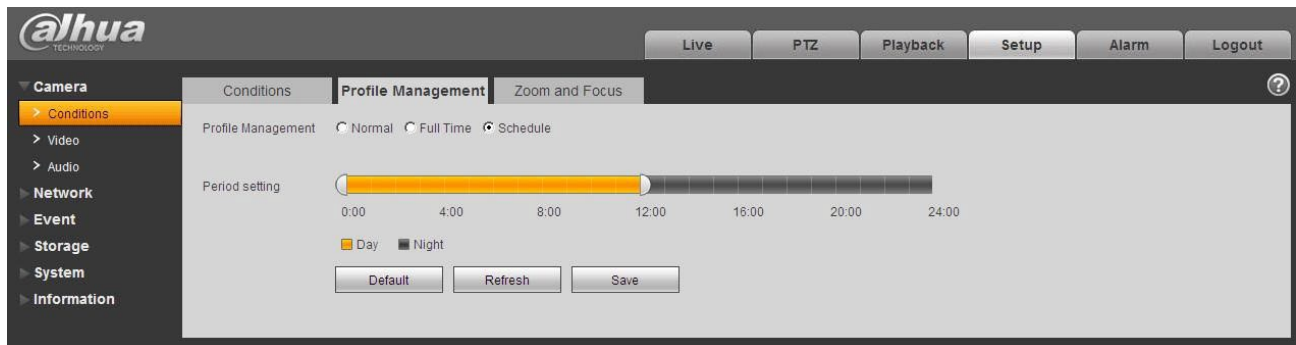 alhua
TECHNOLOGY
Live PTZ Playback Setup Alarm Logout
Camera
> Conditions
> Video
> Audio
Network
Event
Storage
System
Information
Conditions Profile Management Zoom and Focus
?
Profile Management Normal Full Time Schedule
Period setting
0:00 4:00 8:00 12:00 16:00 20:00 24:00
Day Night
Default Refresh Save